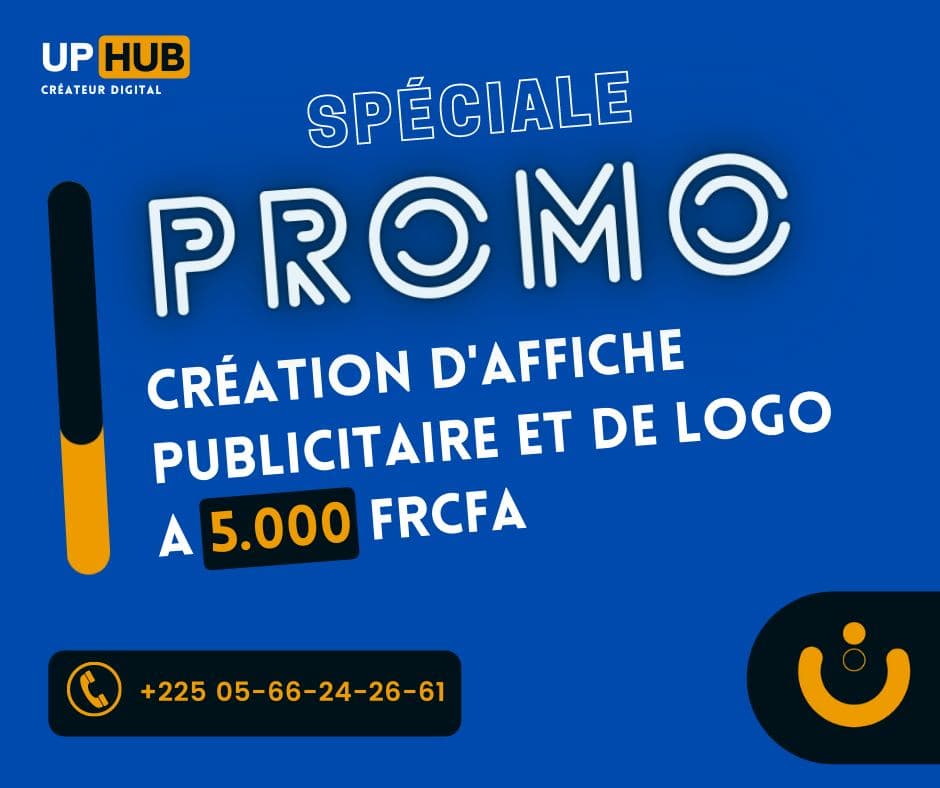 UP HUB
CRÉATEUR DIGITAL
SPÉCIALE
PROMO
CRÉATION D'AFFICHE
PUBLICITAIRE ET DE LOGO
A 5.000 FRCFA
+225 05-66-24-26-61